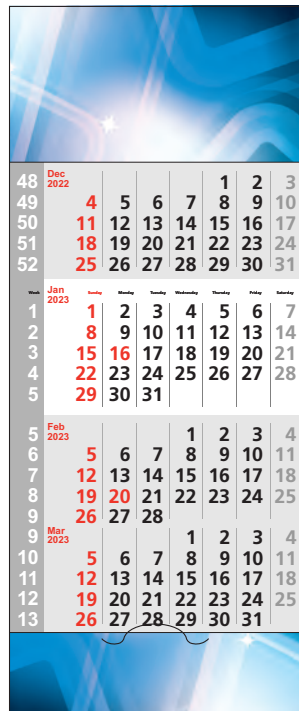 Dec
48 2022 1 2 3
49 4 5 6 7 8 9 10
50 11 12 13 14 15 16 17
51 18 19 20 21 22 23 24
52 25 26 27 28 29 30 31
Week Jan 2023 Sunday Monday Tuesday Wednesday Thursday Friday Saturday
1 1 2 3 4 5 6 7
2 8 9 10 11 12 13 14
3 15 16 17 18 19 20 21
4 22 23 24 25 26 27 28
5 29 30 31
Feb
5 2023 1 2 3 4
6 5 6 7 8 9 10 11
7 12 13 14 15 16 17 18
8 19 20 21 22 23 24 25
9 26 27 28
Mar
9 2023 1 2 3 4
10 5 6 7 8 9 10 11
11 12 13 14 15 16 17 18
12 19 20 21 22 23 24 25
13 26 27 28 29 30 31